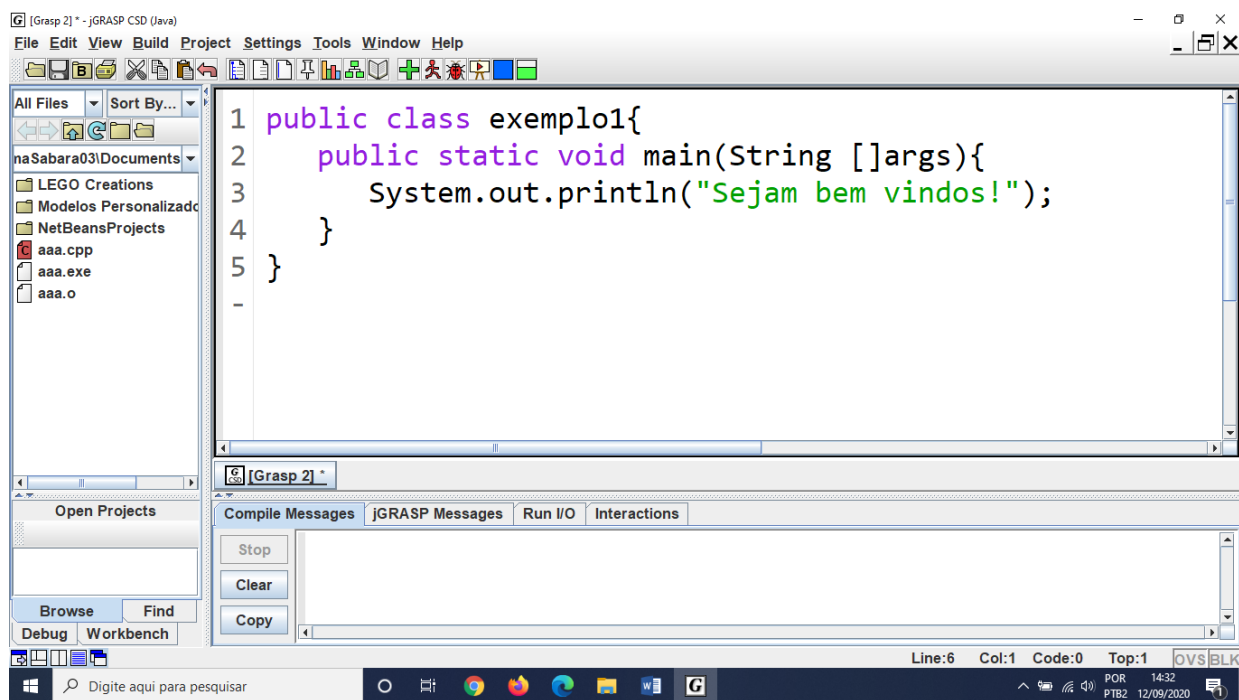 [Grasp 2] * - jGRASP CSD (Java)
File Edit View Build Project Settings Tools Window Help
All Files Sort By...
naSabara03\Documents
LEGO Creations
Modelos Personalizado
NetBeansProjects
aaa.cpp
aaa.exe
aaa.o
1 public class exemplo1{
2 public static void main(String []args){
3 System.out.println("Sejam bem vindos!");
4 }
5 }
[Grasp 2] *
Open Projects
Browse Find
Debug Workbench
Compile Messages jGRASP Messages Run I/O Interactions
Stop
Clear
Copy
Line:6 Col:1 Code:0 Top:1 OVS BLK
Digite aqui para pesquisar
POR 14:32
PTB2 12/09/2020